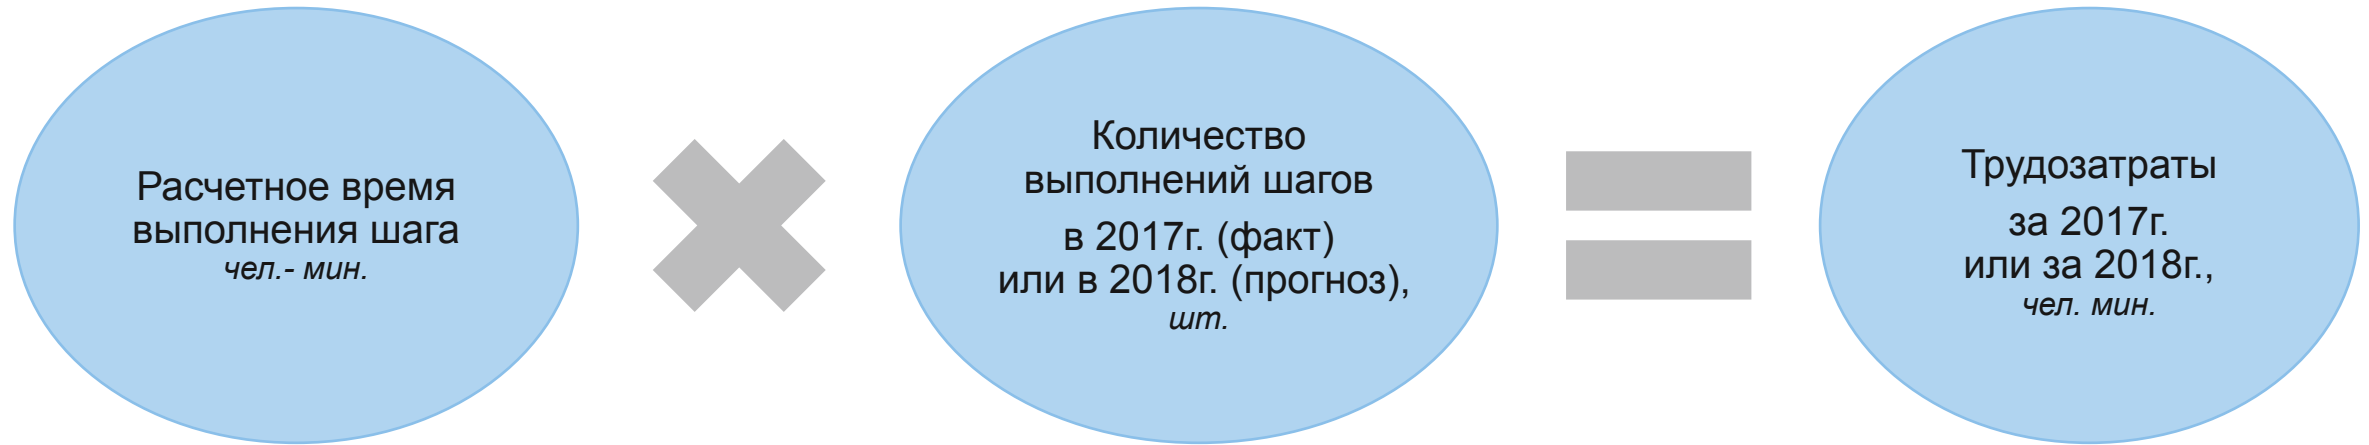 Расчетное время
выполнения шага
чел.- мин.
Количество
выполнений шагов
в 2017г. (факт)
или в 2018г. (прогноз),
шт.
Трудозатраты
за 2017г.
или за 2018г.,
чел. мин.